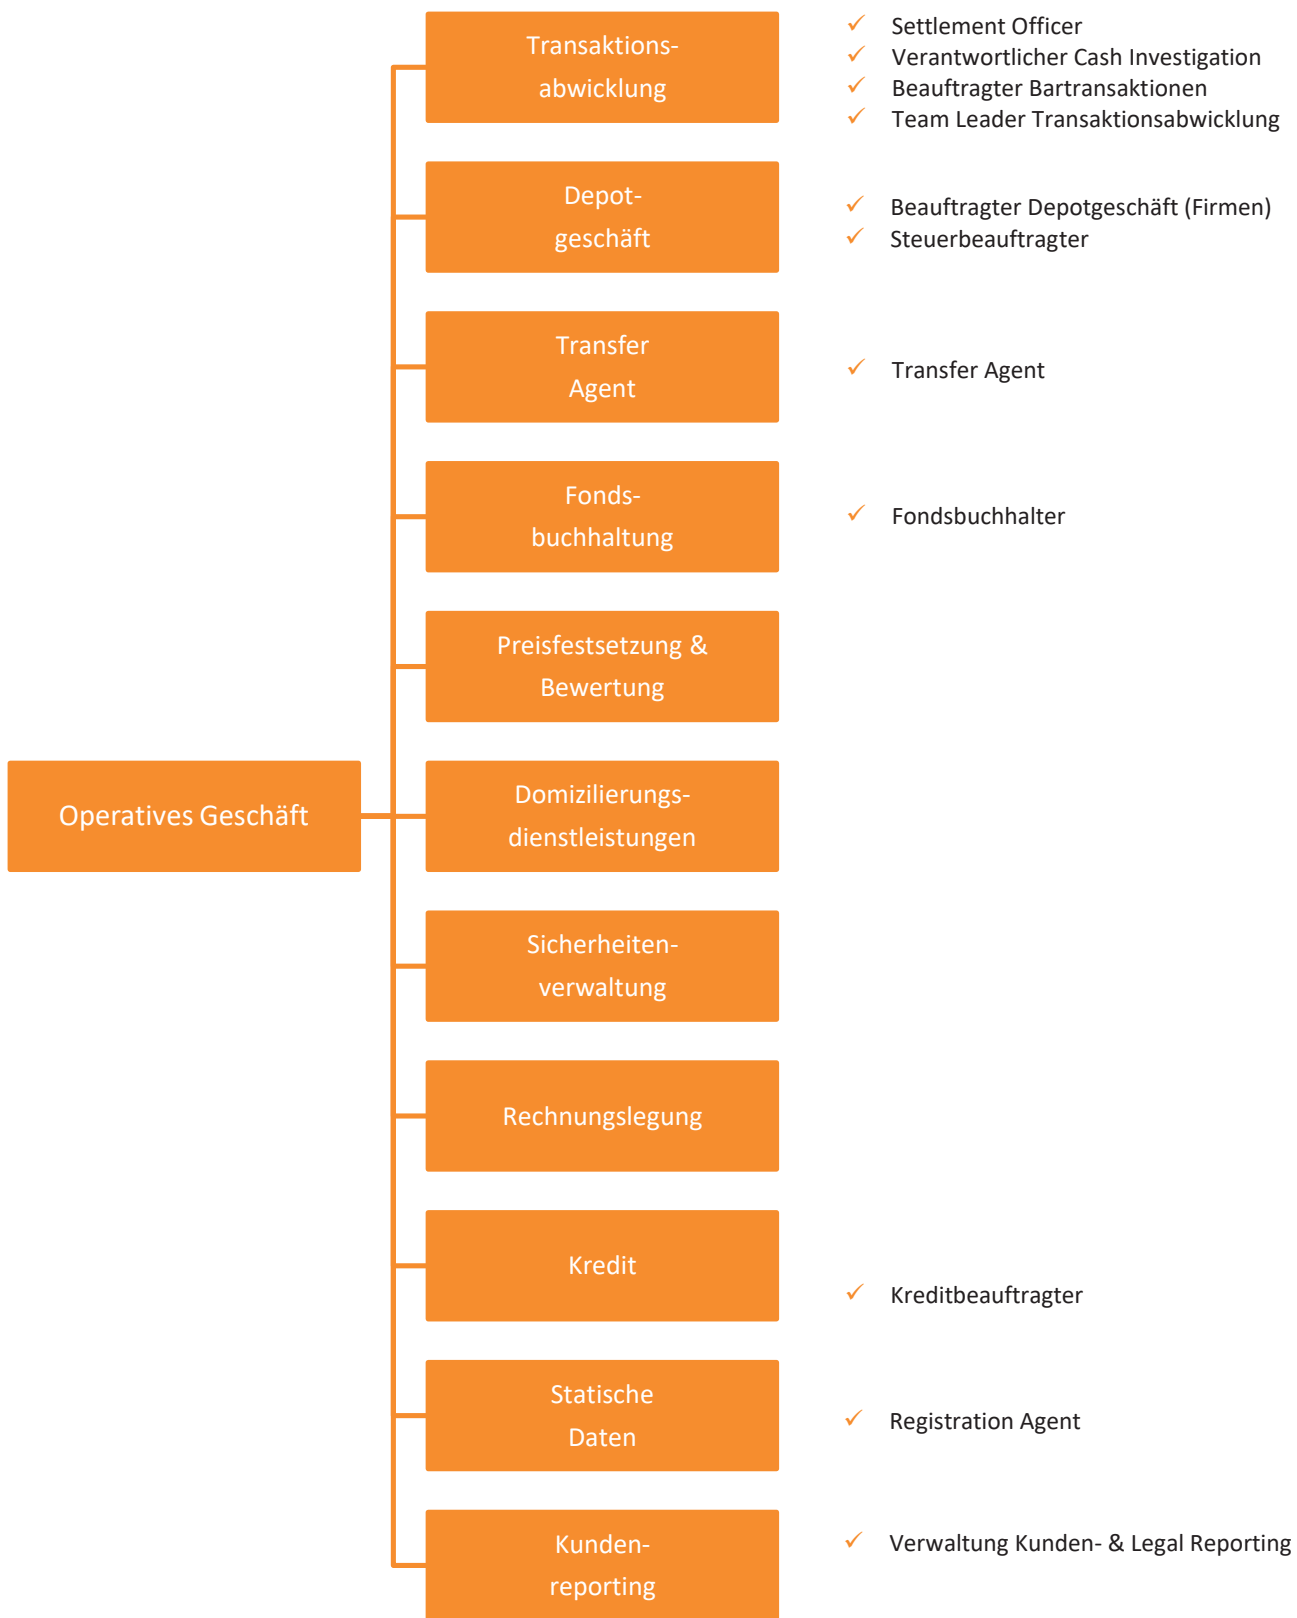 Transaktions-
abwicklung
✓ Settlement Officer
✓ Verantwortlicher Cash Investigation
✓ Beauftragter Bartransaktionen
✓ Team Leader Transaktionsabwicklung
Depot-
geschäft
✓ Beauftragter Depotgeschäft (Firmen)
✓ Steuerbeauftragter
Transfer
Agent
✓ Transfer Agent
Fonds-
buchhaltung
✓ Fondsbuchhalter
Preisfestsetzung &
Bewertung
Operatives Geschäft
Domizilierungs-
dienstleistungen
Sicherheiten-
verwaltung
Rechnungslegung
Kredit
✓ Kreditbeauftragter
Statische
Daten
✓ Registration Agent
Kunden-
reporting
✓ Verwaltung Kunden- & Legal Reporting